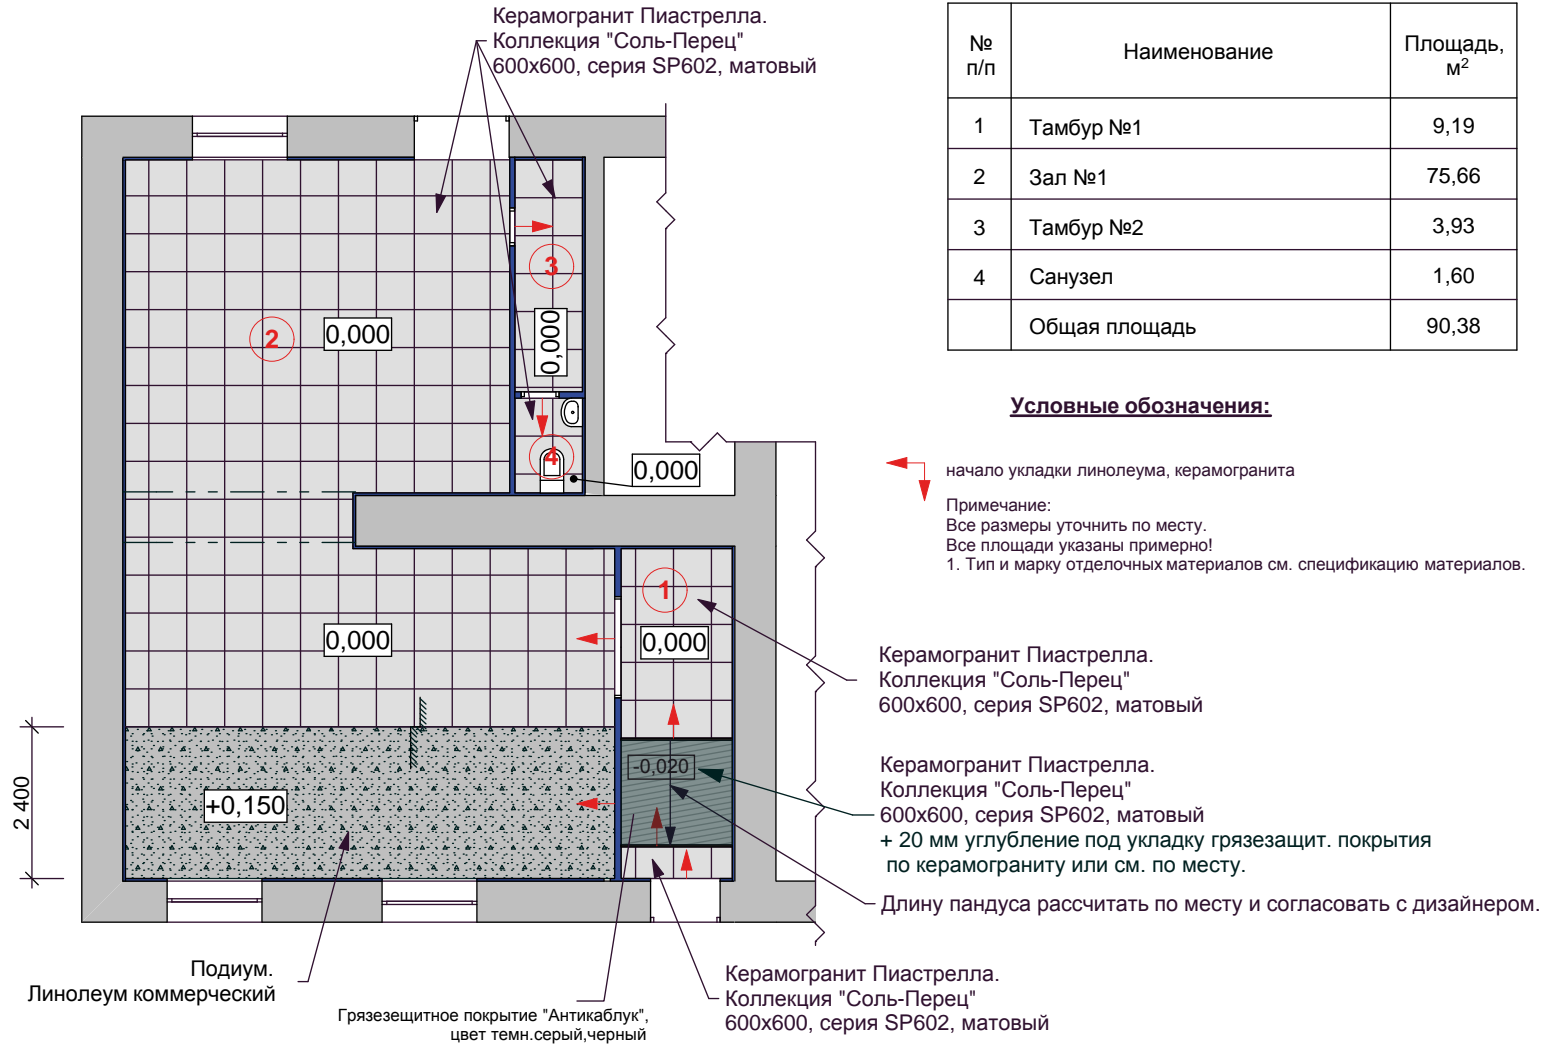 Керамогранит Пиастрелла.
Коллекция "Соль-Перец"
600х600, серия SP602, матовый
№ п/п Наименование Площадь, м²
1 Тамбур №1 9,19
2 Зал №1 75,66
3 Тамбур №2 3,93
4 Санузел 1,60
Общая площадь 90,38
3
2
0,000
0,000
4
0,000
Условные обозначения:
начало укладки линолеума, керамогранита
Примечание:
Все размеры уточнить по месту.
Все площади указаны примерно!
1. Тип и марку отделочных материалов см. спецификацию материалов.
1
0,000
0,000
Керамогранит Пиастрелла.
Коллекция "Соль-Перец"
600х600, серия SP602, матовый
-0,020
+0,150
2 400
Керамогранит Пиастрелла.
Коллекция "Соль-Перец"
600х600, серия SP602, матовый
+ 20 мм углубление под укладку грязезащит. покрытия
по керамограниту или см. по месту.
Длину пандуса рассчитать по месту и согласовать с дизайнером.
Подиум.
Линолеум коммерческий
Грязезещитное покрытие "Антикаблук",
цвет темн.серый,черный
Керамогранит Пиастрелла.
Коллекция "Соль-Перец"
600х600, серия SP602, матовый